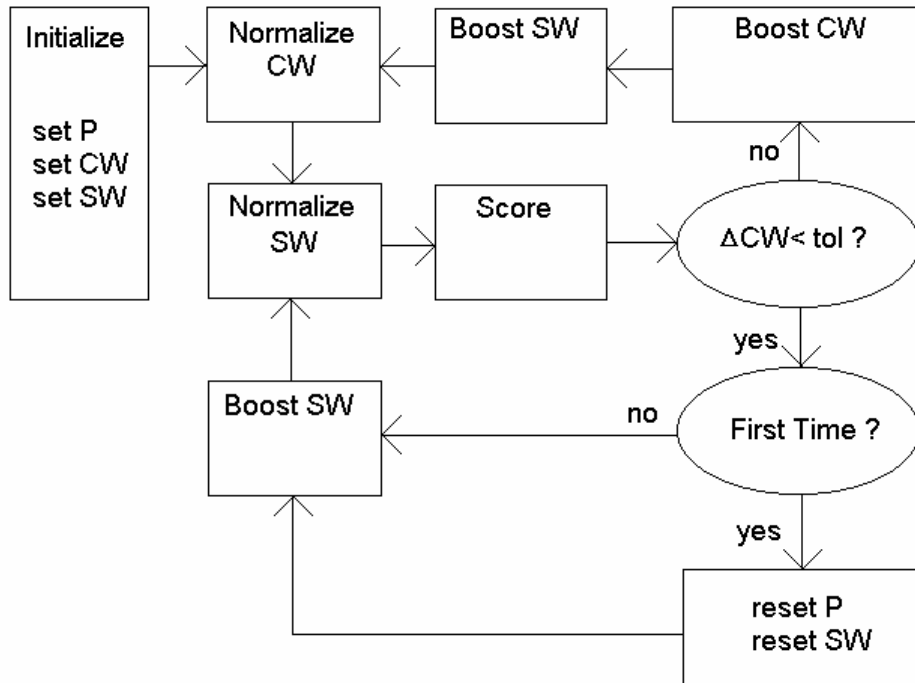 Initialize
set P
set CW
set SW
Normalize
CW
Boost SW
Boost CW
no
Normalize
SW
Score
ΔCW< tol ?
yes
Boost SW
no
First Time ?
yes
reset P
reset SW